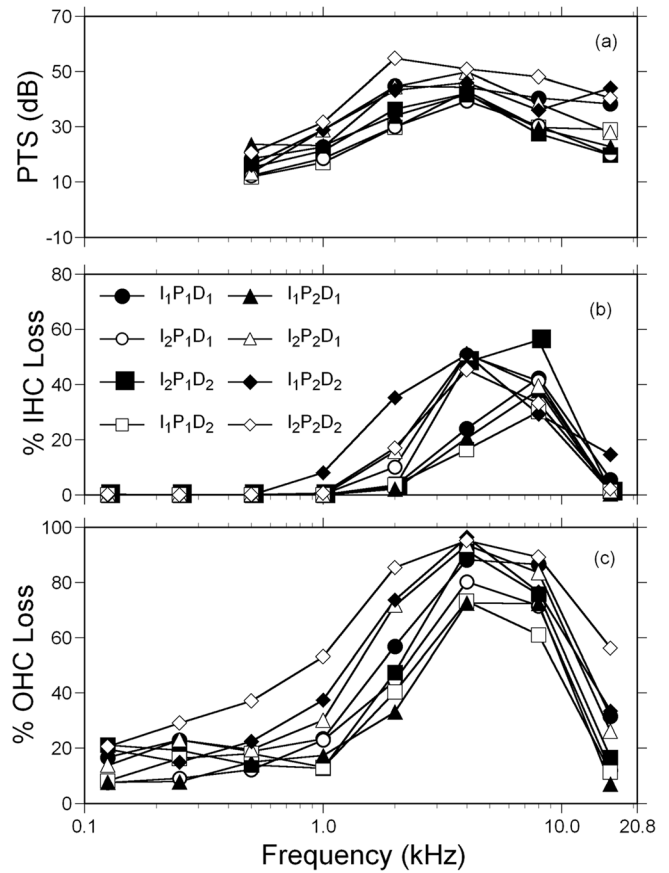 70
50
30
10
-10
PTS (dB)
(a)
80
60
40
20
0
% IHC Loss
(b)
I₁P₁D₁ I₁P₂D₁
I₂P₁D₁ I₂P₂D₁
I₂P₁D₂ I₁P₂D₂
I₁P₁D₂ I₂P₂D₂
100
80
60
40
20
0
% OHC Loss
(c)
0.1 1.0 10.0 20.8
Frequency (kHz)